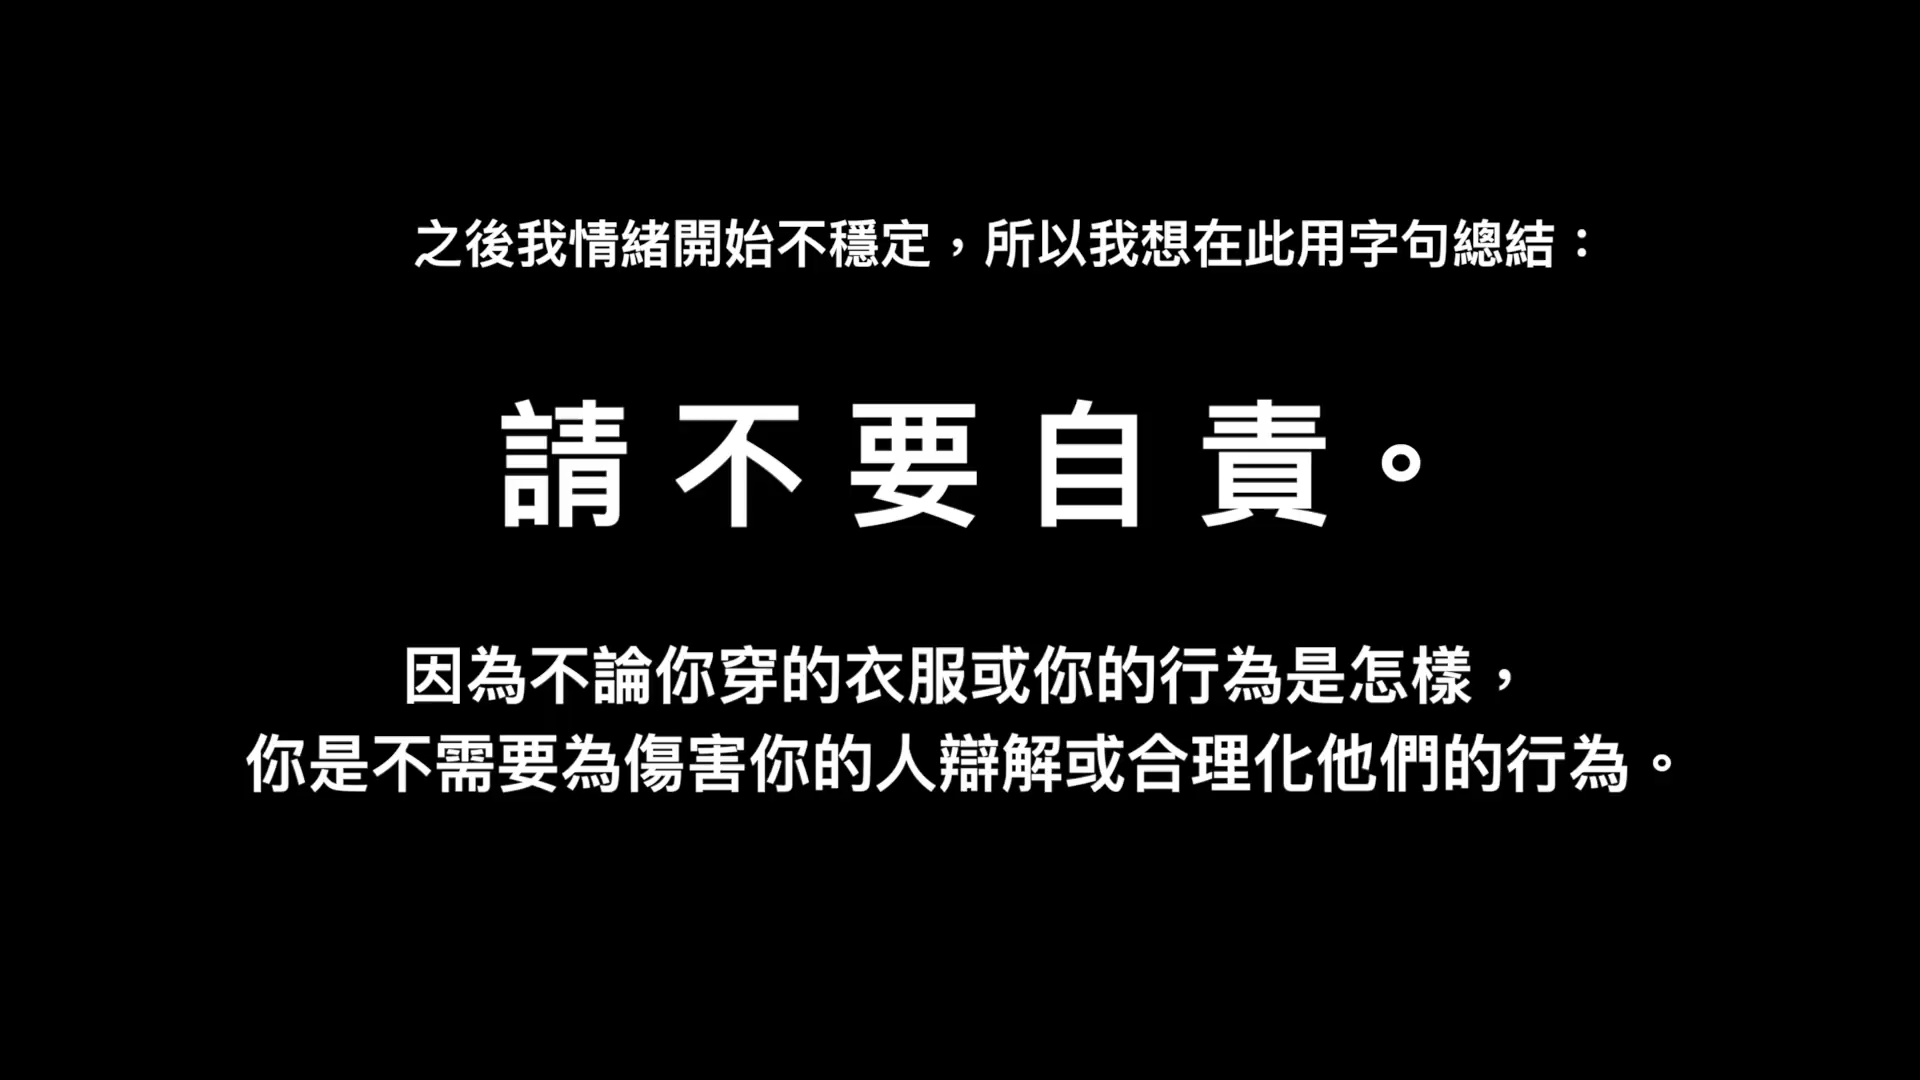 之後我情緒開始不穩定，所以我想在此用字句總結：
請不要自責。
因為不論你穿的衣服或你的行為是怎樣，
你是不需要為傷害你的人辯解或合理化他們的行為。